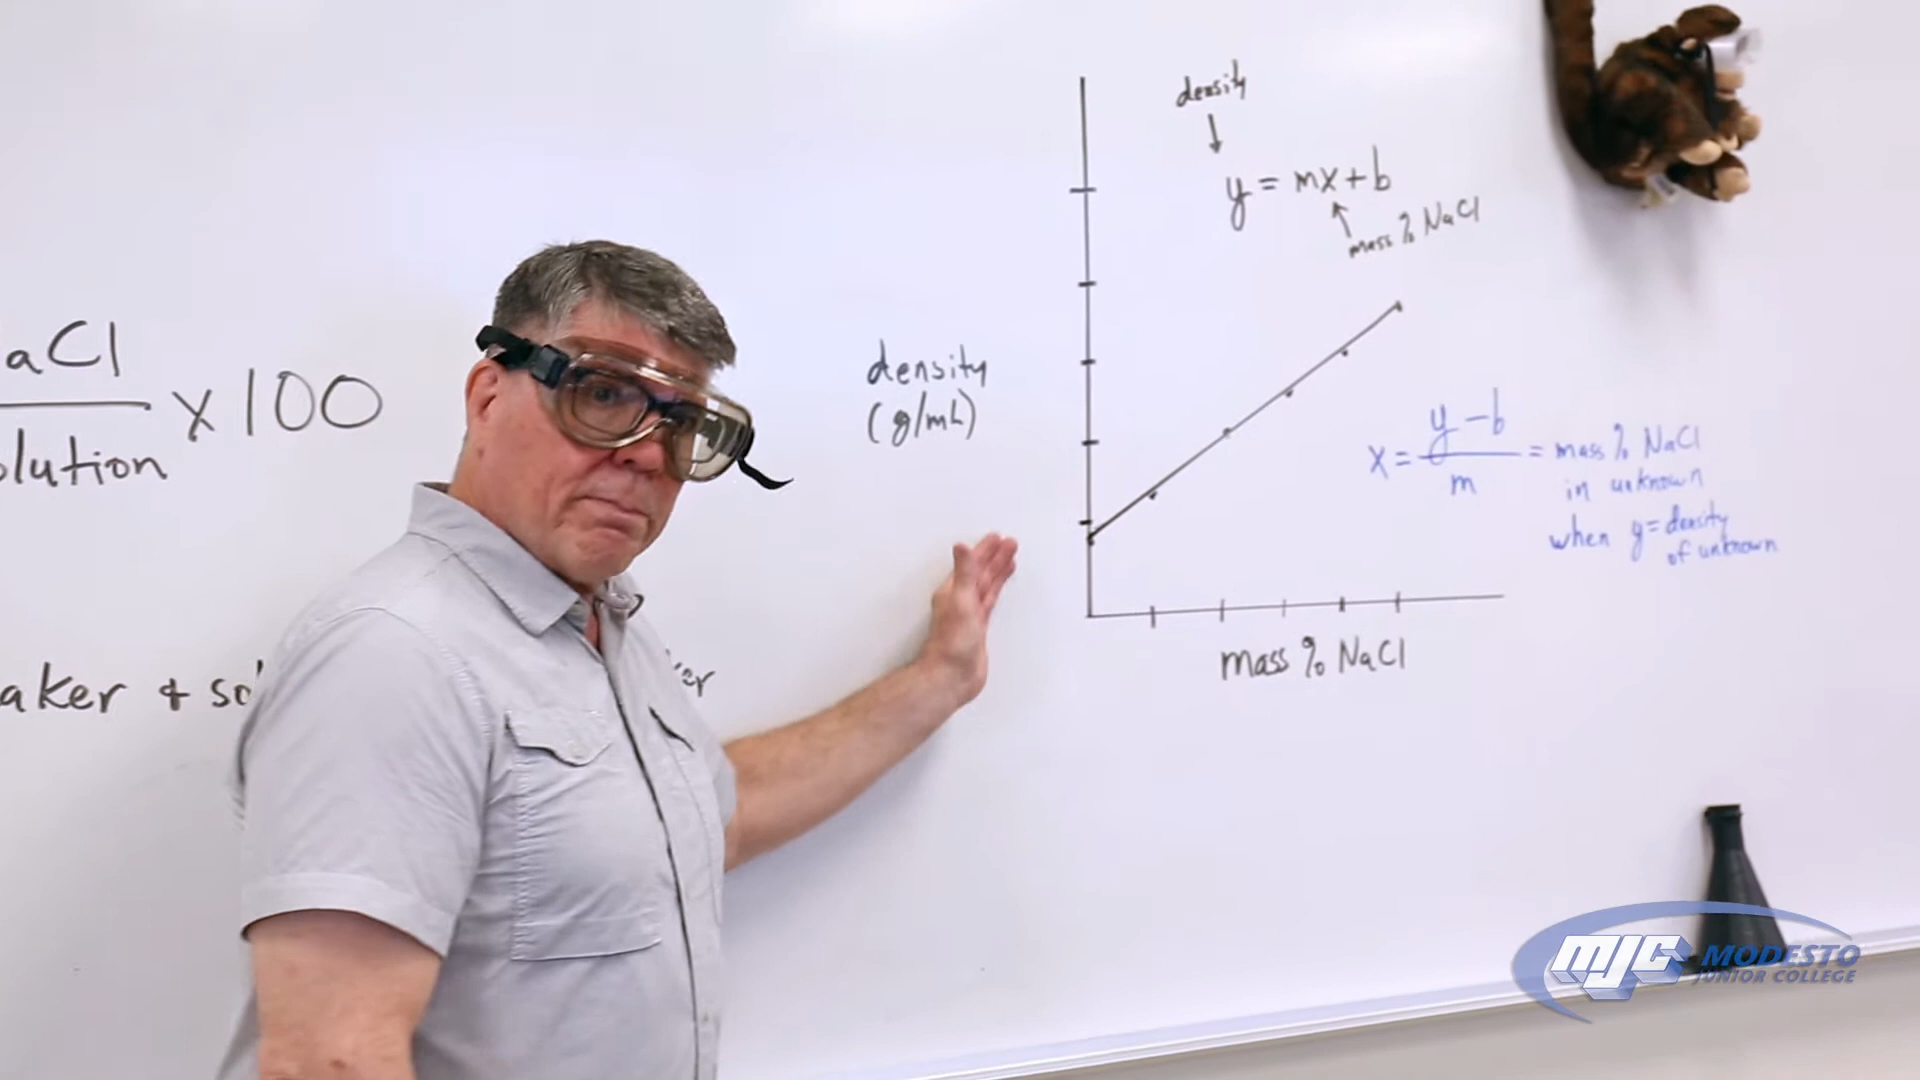 aCl
olution
x 100
aker + so
er
density
(g/mL)
density
y = mx + b
mass % NaCl
x = y - b / m = mass % NaCl
in unknown
when y = density
of unknown
mass % NaCl
MJC MODESTO
JUNIOR COLLEGE